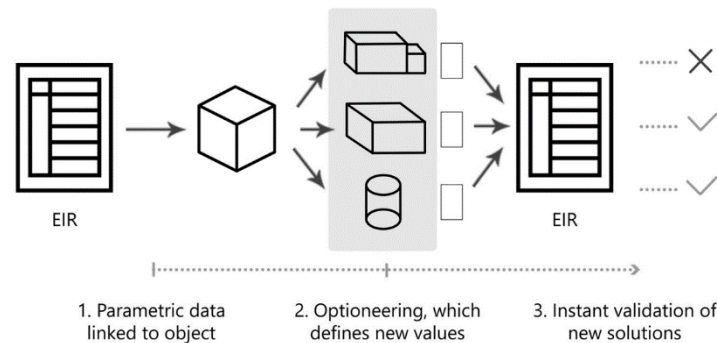 EIR
EIR
1. Parametric data
linked to object
2. Optioneering, which
defines new values
3. Instant validation of
new solutions